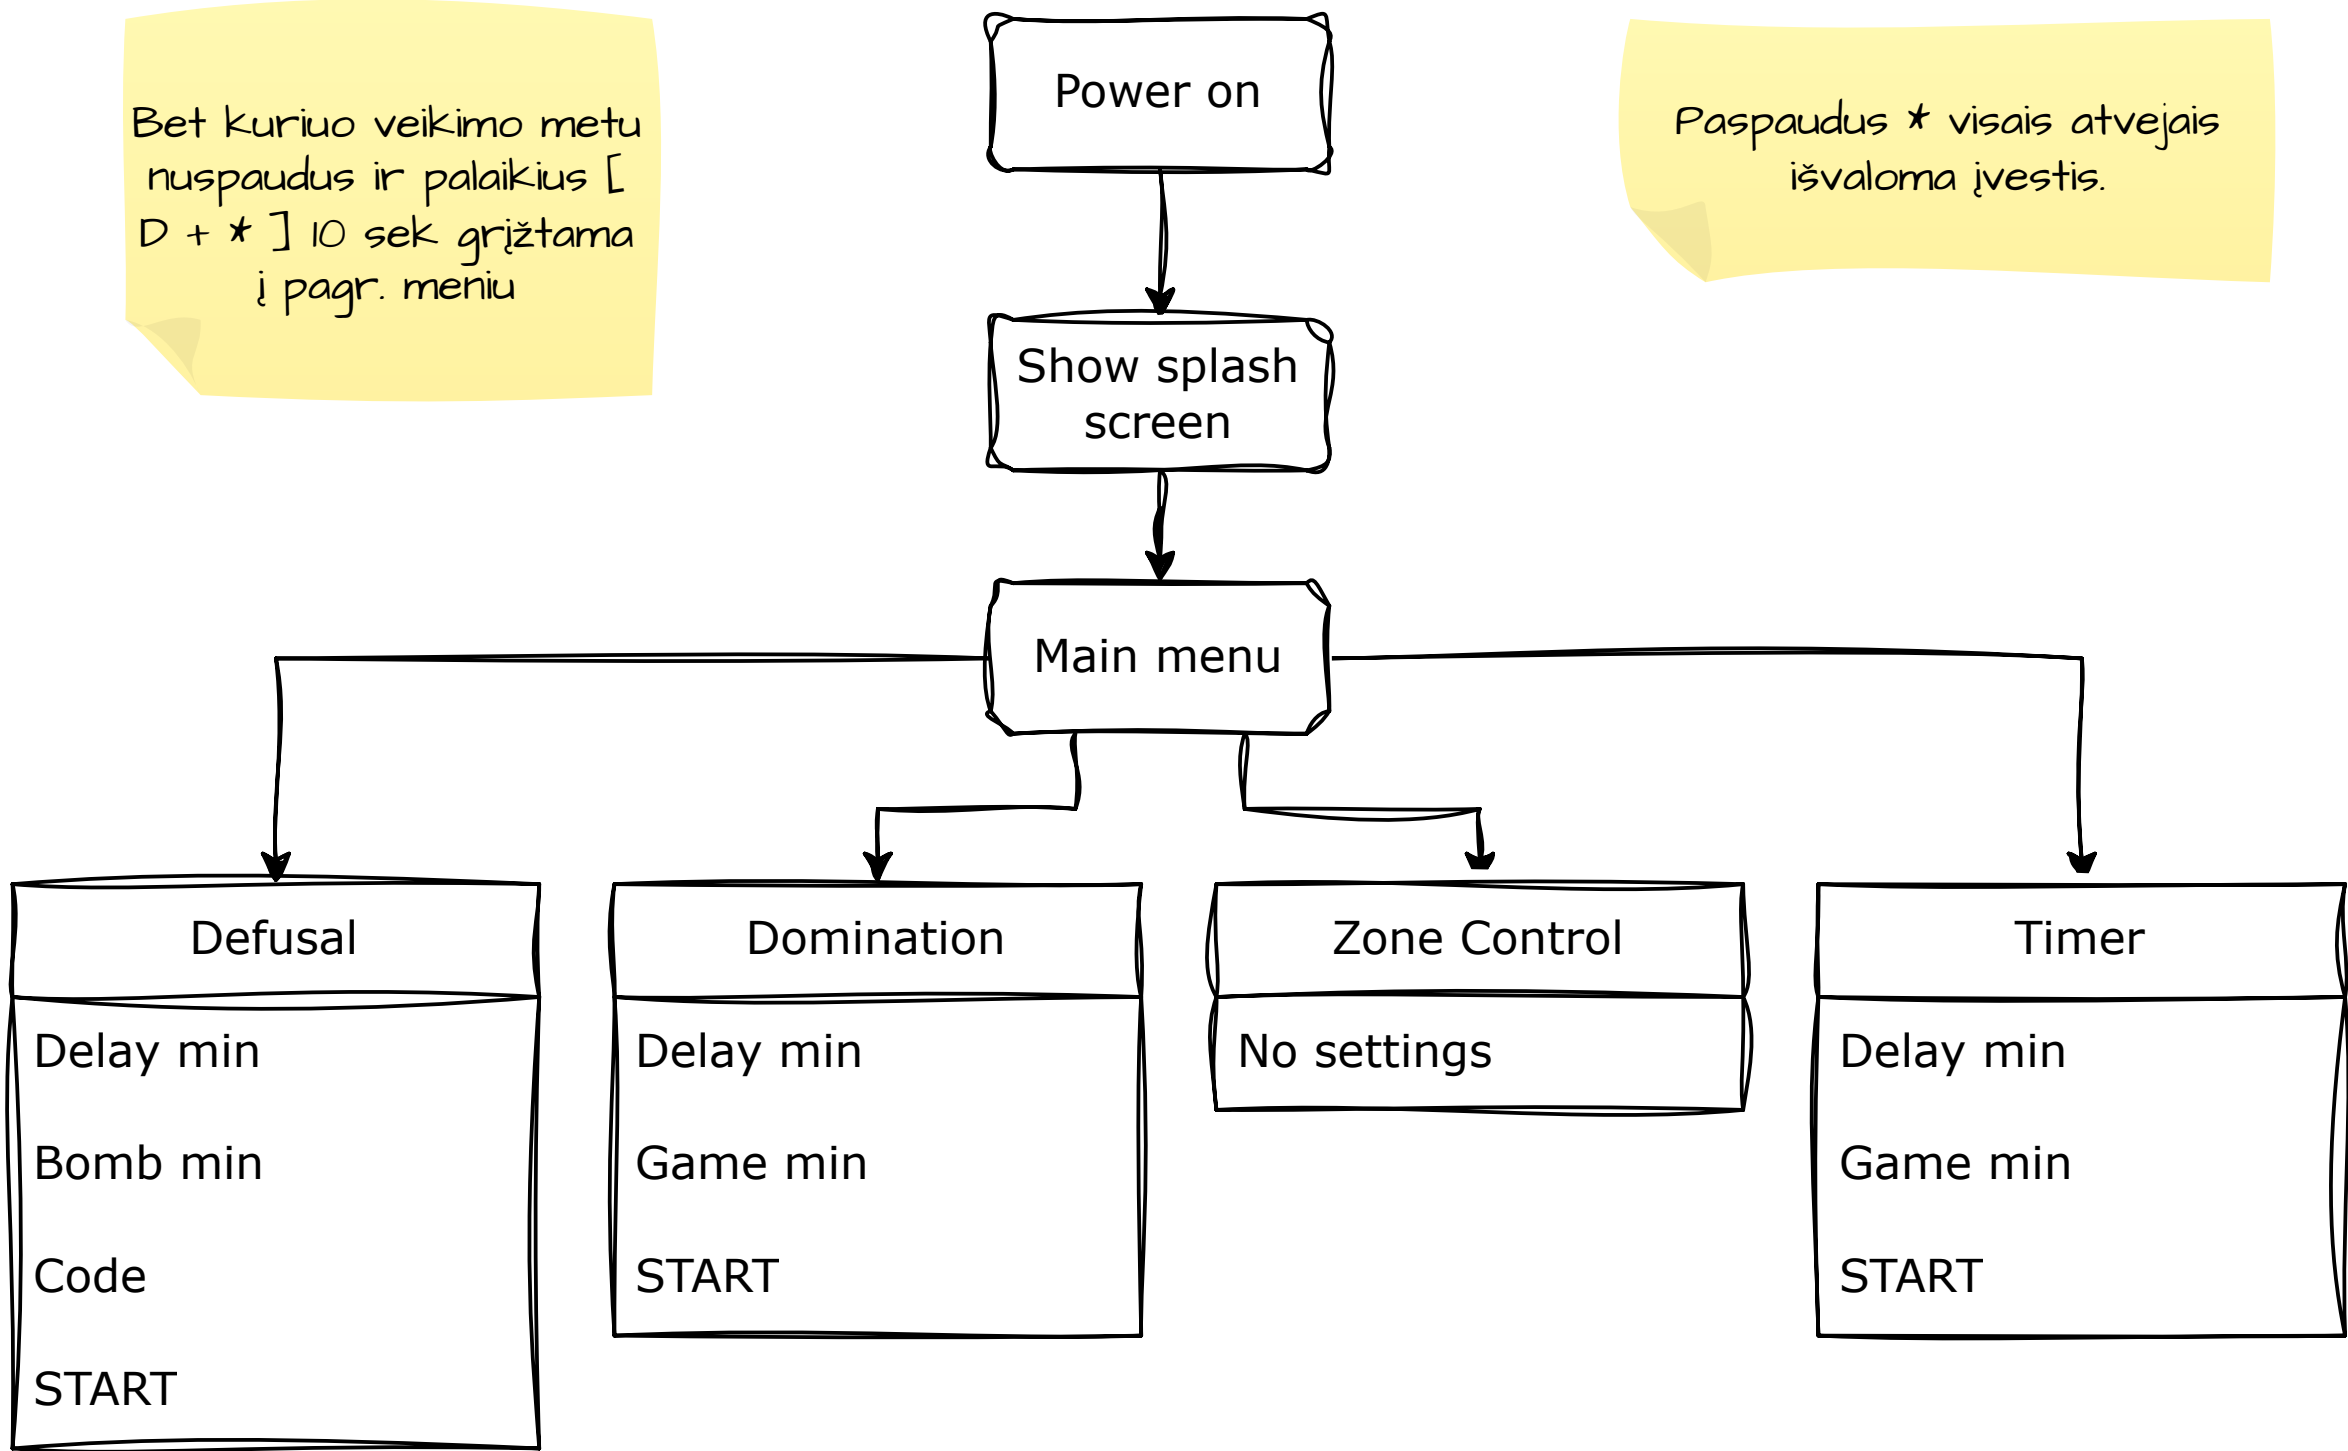 Bet kuriuo veikimo metu
nuspaudus ir palaikius [
D + * ] 10 sek grįžtama
į pagr. meniu
Power on
Paspaudus * visais atvejais
išvaloma įvestis.
Show splash
screen
Main menu
Defusal
Delay min
Bomb min
Code
START
Domination
Delay min
Game min
START
Zone Control
No settings
Timer
Delay min
Game min
START